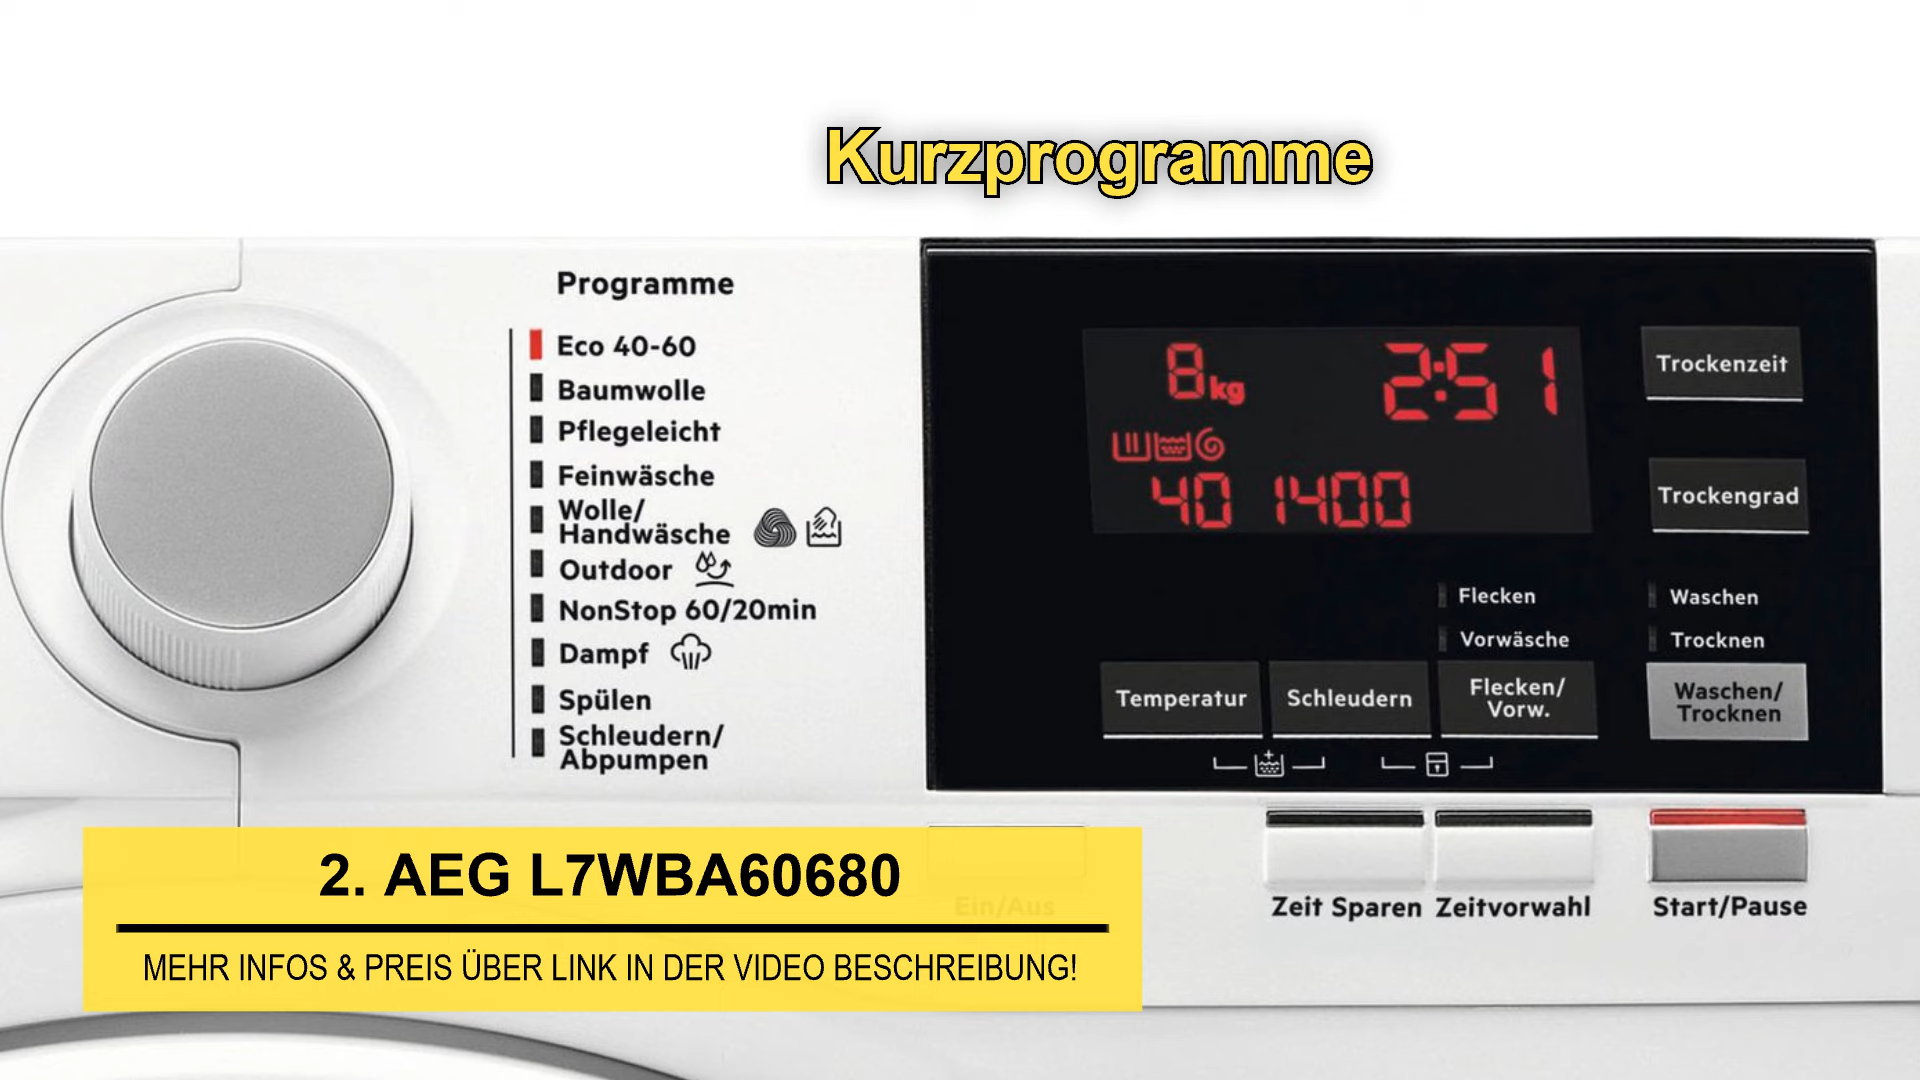 Kurzprogramme
Programme
Eco 40-60
Baumwolle
Pflegeleicht
Feinwäsche
Wolle/
Handwäsche
Outdoor
NonStop 60/20min
Dampf
Spülen
Schleudern/
Abpumpen
8kg 2:51
40 1400
Trockenzeit
Trockengrad
Flecken
Vorwäsche
Waschen
Trocknen
Temperatur
Schleudern
Flecken/
Vorw.
Waschen/
Trocknen
Ein/Aus
Zeit Sparen
Zeitvorwahl
Start/Pause
2. AEG L7WBA60680
MEHR INFOS & PREIS ÜBER LINK IN DER VIDEO BESCHREIBUNG!